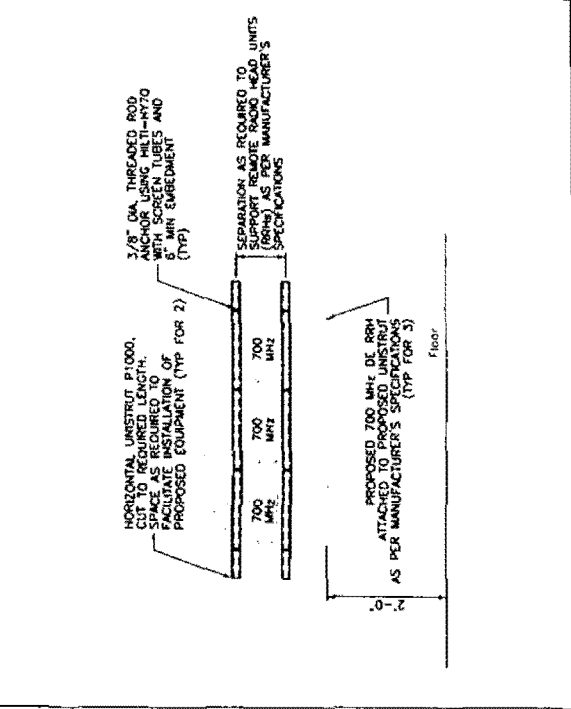 HORIZONTAL UNISTRUT P1000,
CUT TO REQUIRED LENGTH.
SPACE AS REQUIRED TO
FACILITATE INSTALLATION OF
PROPOSED EQUIPMENT (TYP FOR 2)
3/8" DIA. THREADED ROD
ANCHOR USING HILTI-HY70
WITH SCREEN TUBES AND
6" MIN EMBEDMENT
(TYP)
SEPARATION AS REQUIRED TO
SUPPORT REMOTE RADIO HEAD UNITS
(RRHs) AS PER MANUFACTURER'S
SPECIFICATIONS
700
MHz
700
MHz
700
MHz
PROPOSED 700 MHz DE RRH
ATTACHED TO PROPOSED UNISTRUT
AS PER MANUFACTURER'S SPECIFICATIONS
(TYP FOR 3)
2'-0"
Floor